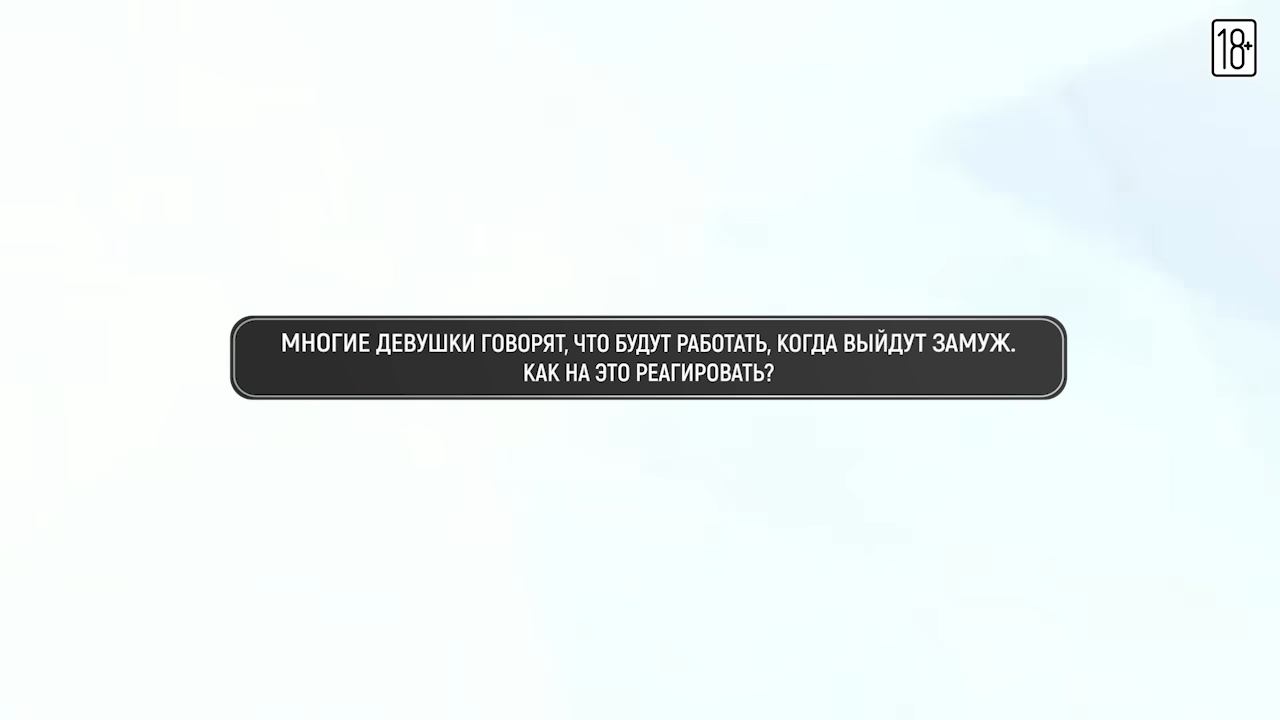 18+
МНОГИЕ ДЕВУШКИ ГОВОРЯТ, ЧТО БУДУТ РАБОТАТЬ, КОГДА ВЫЙДУТ ЗАМУЖ.
КАК НА ЭТО РЕАГИРОВАТЬ?